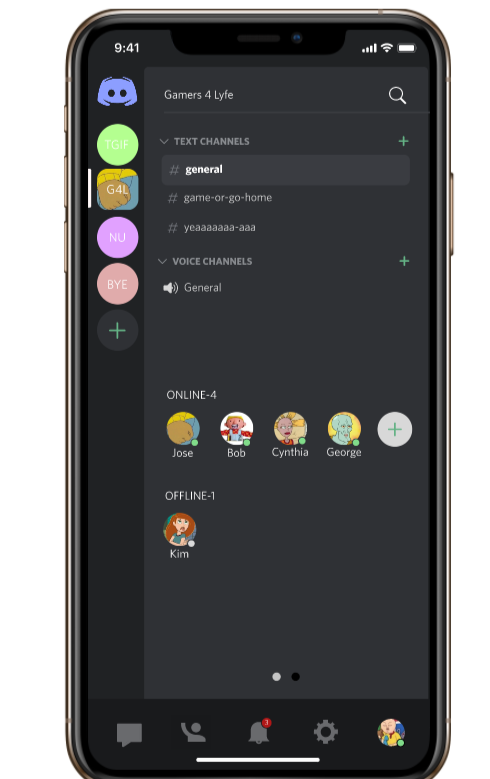 9:41
Gamers 4 Lyfe
TGIF
TEXT CHANNELS
+
# general
G4L
# game-or-go-home
# yeaaaaaaa-aaa
NU
VOICE CHANNELS
+
General
BYE
+
ONLINE-4
+
Jose Bob Cynthia George
OFFLINE-1
Kim
3